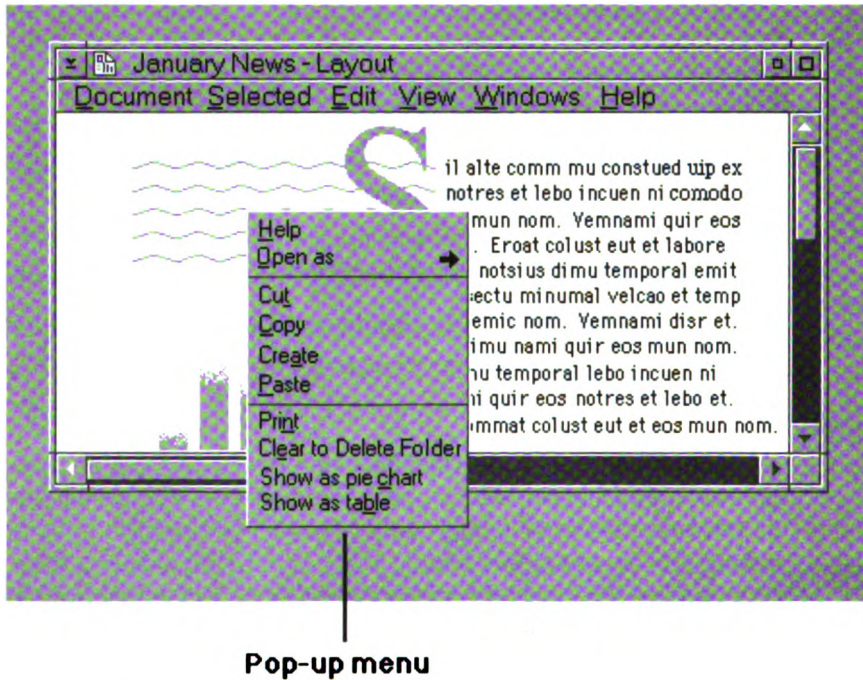 January News - Layout
Document Selected Edit View Windows Help
S
il alte comm mu constued uip ex
notres et lebo incuen ni comodo
mun nom. Vemnami quir eos
. Eroat colust eut et labore
notsius dimu temporal emit
sectu minumal velcao et temp
emic nom. Vemnami disr et.
imu nami quir eos mun nom.
nu temporal lebo incuen ni
ni quir eos notres et lebo et.
ommat colust eut et eos mun nom.
Help
Open as
Cut
Copy
Create
Paste
Print
Clear to Delete Folder
Show as pie chart
Show as table
Pop-up menu